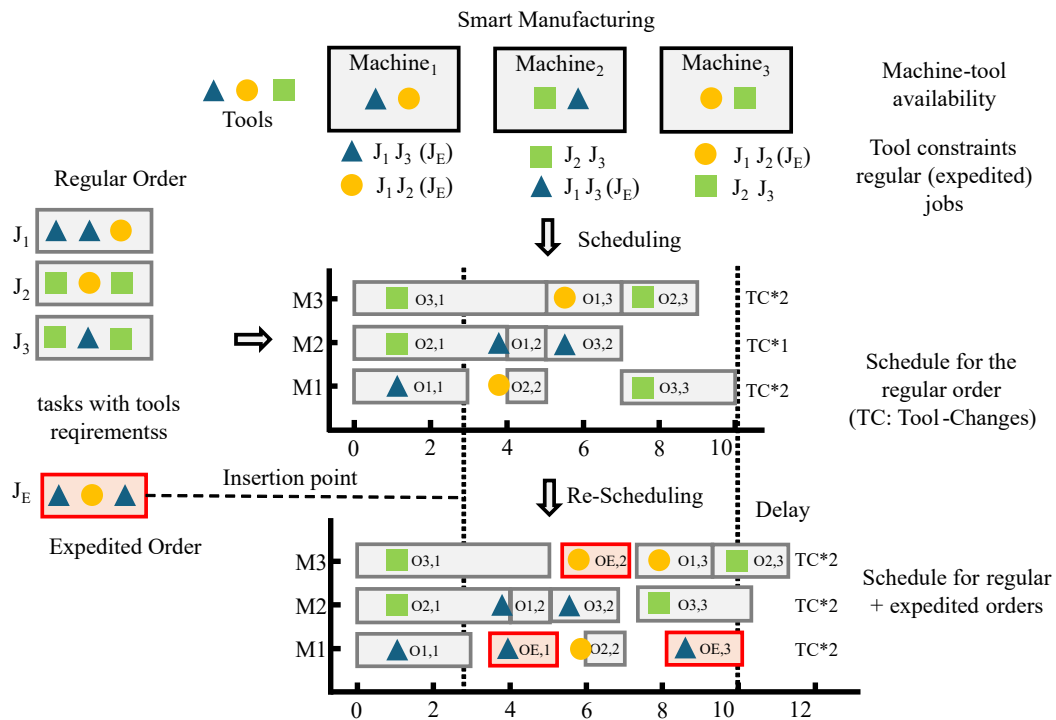 Smart Manufacturing
Machine1
Machine2
Machine3
Machine-tool
availability
Tools
J1 J3 (JE)
J2 J3
J1 J2 (JE)
J1 J2 (JE)
J1 J3 (JE)
J2 J3
Tool constraints
regular (expedited)
jobs
Regular Order
J1
J2
J3
tasks with tools
reqirementss
Scheduling
M3
O3,1
O1,3
O2,3
TC*2
M2
O2,1
O1,2
O3,2
TC*1
M1
O1,1
O2,2
O3,3
TC*2
0 2 4 6 8 10
Schedule for the
regular order
(TC: Tool-Changes)
JE
Insertion point
Expedited Order
Re-Scheduling
Delay
M3
O3,1
OE,2
O1,3
O2,3
TC*2
M2
O2,1
O1,2
O3,2
O3,3
TC*2
M1
O1,1
OE,1
O2,2
OE,3
TC*2
0 2 4 6 8 10 12
Schedule for regular
+ expedited orders